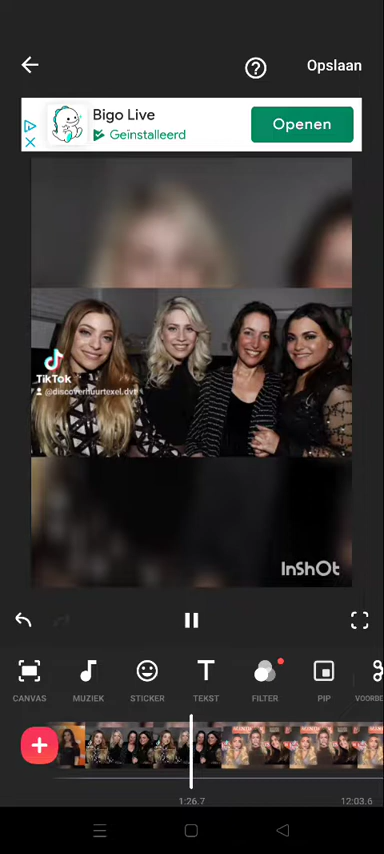 Opslaan
Bigo Live
Geïnstalleerd
Openen
TikTok
@discoverhuurtexel.dvt
InShOt
CANVAS
MUZIEK
STICKER
TEKST
FILTER
PIP
VOORBE
1:26.7
12:03.6